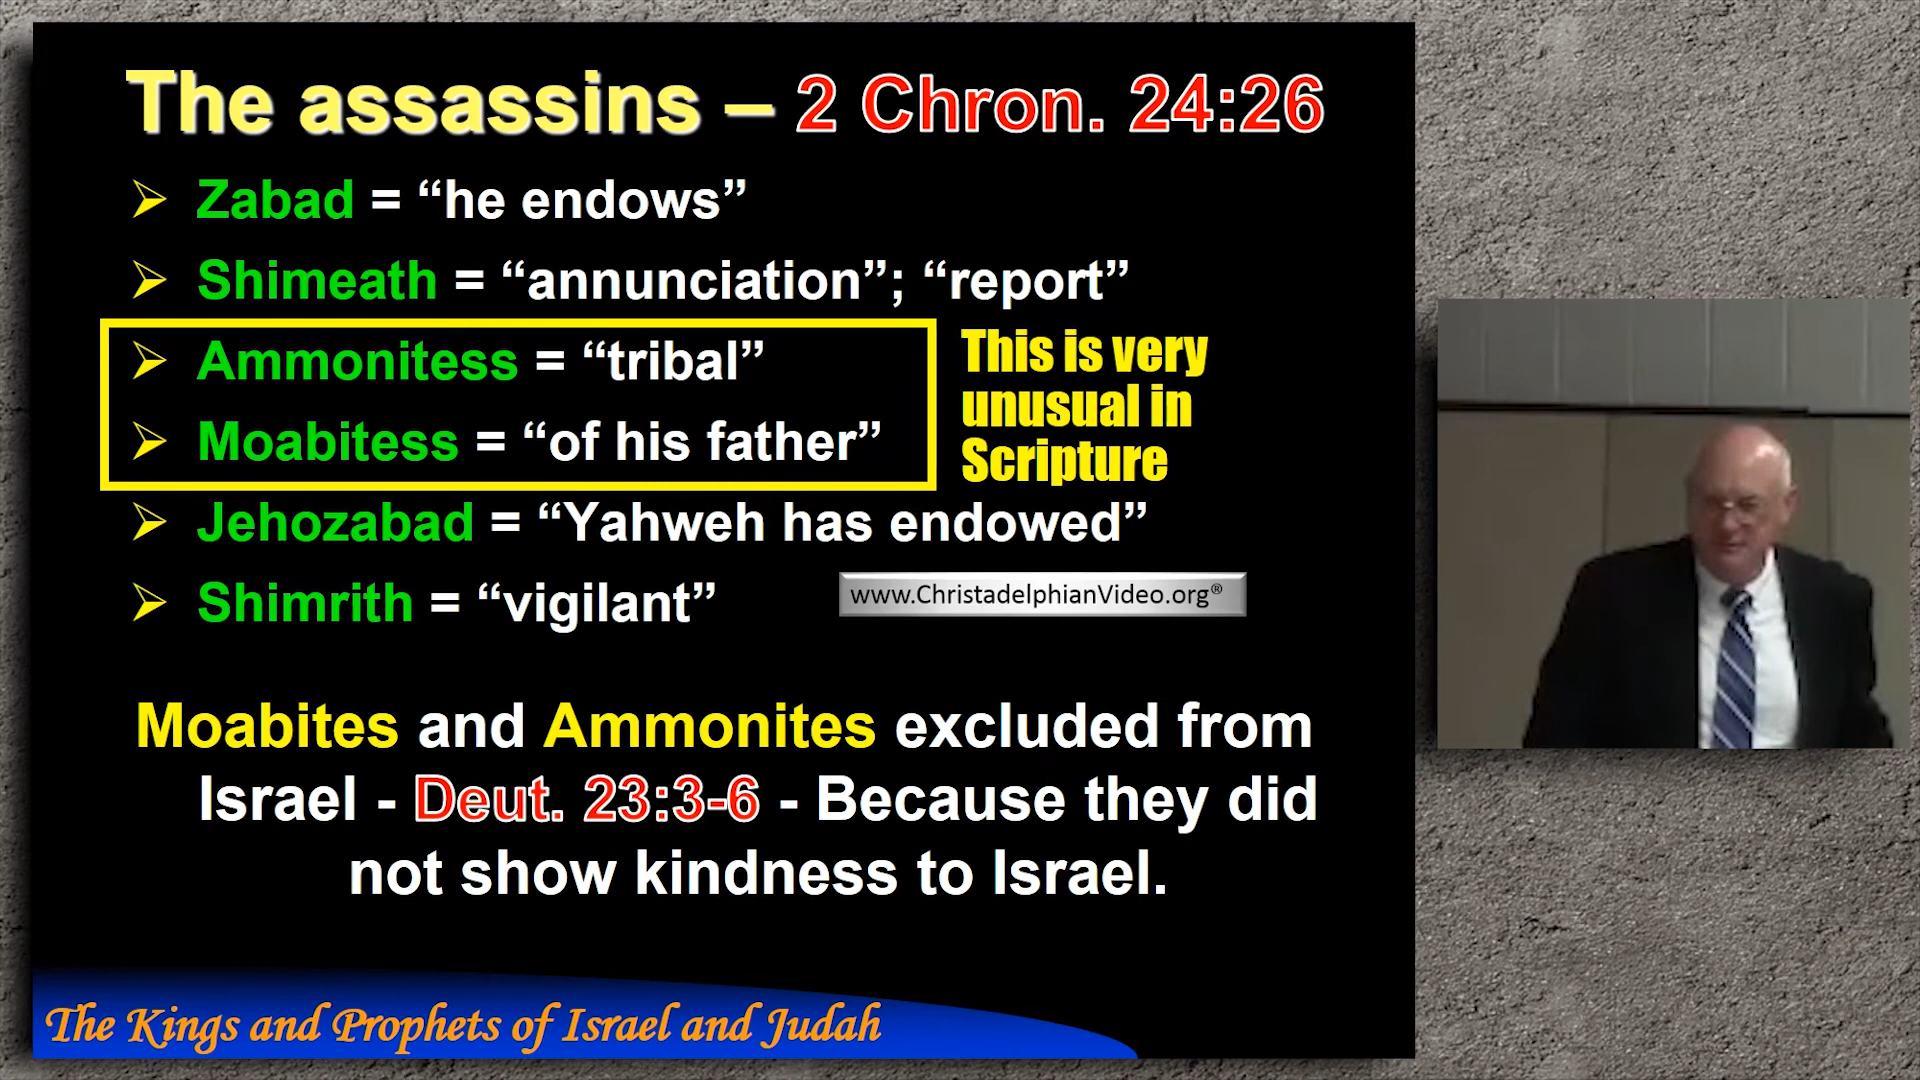 The assassins – 2 Chron. 24:26
Zabad = “he endows”
Shimeath = “annunciation”; “report”
Ammonitess = “tribal”
Moabitess = “of his father”
This is very
unusual in
Scripture
Jehozabad = “Yahweh has endowed”
Shimrith = “vigilant”
www.ChristadelphianVideo.org®
Moabites and Ammonites excluded from
Israel - Deut. 23:3-6 - Because they did
not show kindness to Israel.
The Kings and Prophets of Israel and Judah